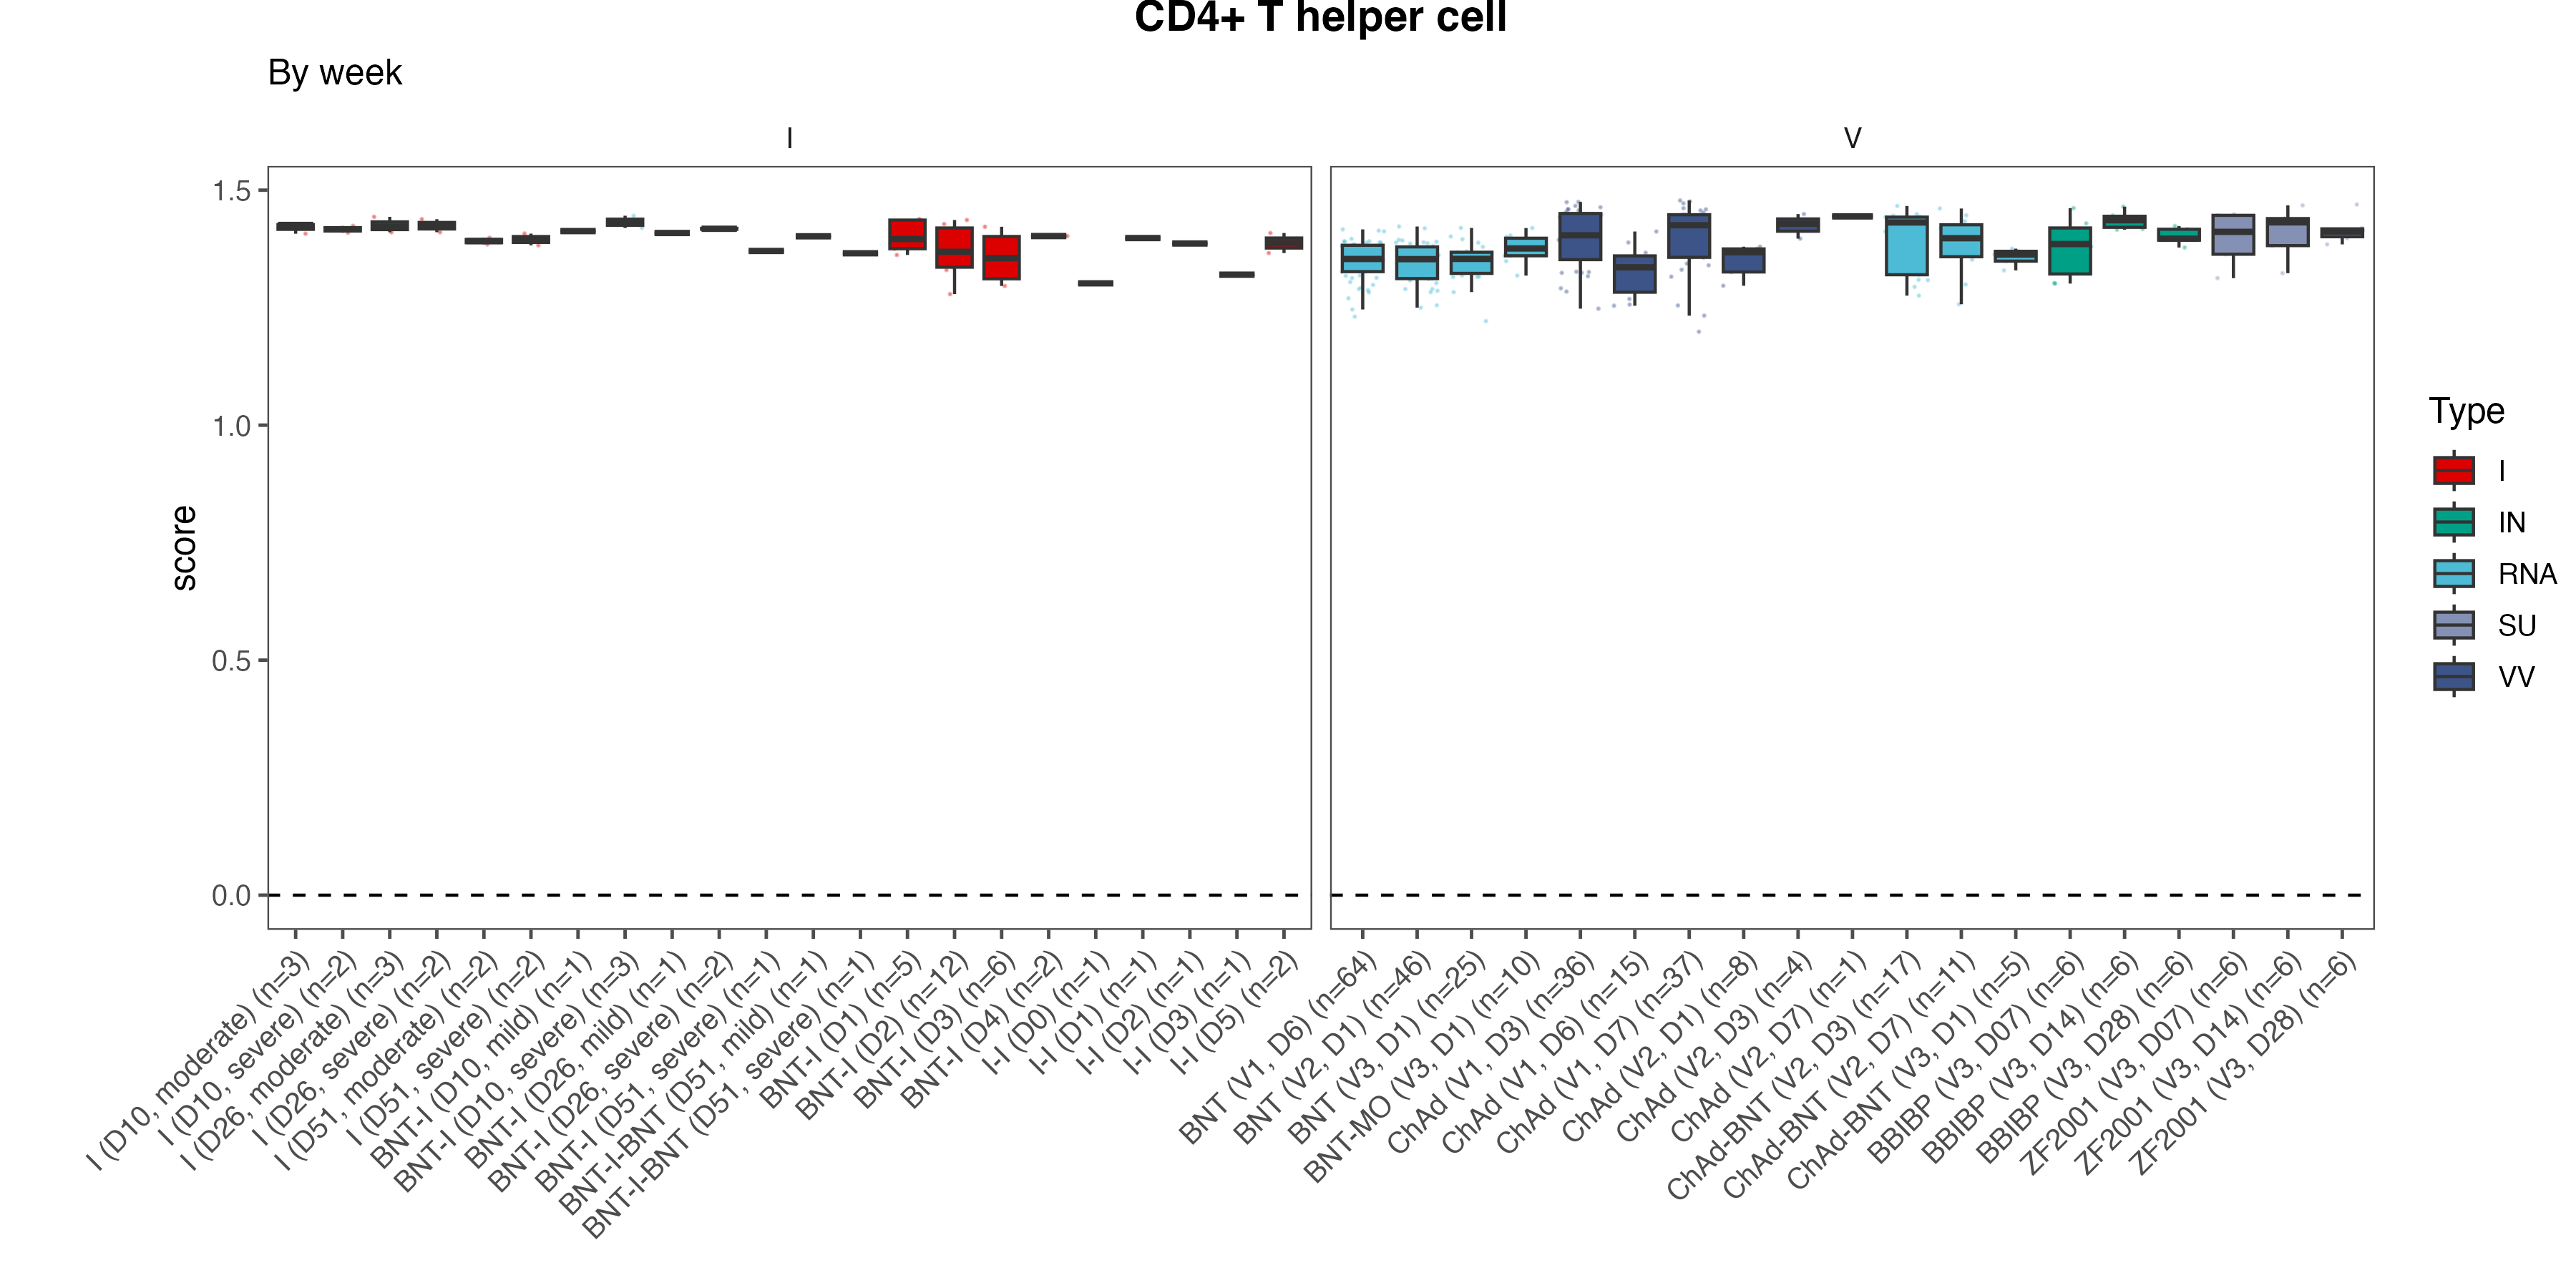 CD4+ T helper cell
By week
I
V
score
1.5
1.0
0.5
0.0
I (D10, moderate) (n=3)
I (D10, severe) (n=2)
I (D26, moderate) (n=3)
I (D26, severe) (n=2)
I (D51, moderate) (n=2)
I (D51, severe) (n=2)
BNT-I (D10, mild) (n=1)
BNT-I (D10, severe) (n=3)
BNT-I (D26, mild) (n=1)
BNT-I (D26, severe) (n=2)
BNT-I (D51, severe) (n=1)
BNT-I-BNT (D51, mild) (n=1)
BNT-I-BNT (D51, severe) (n=1)
BNT-I (D1) (n=5)
BNT-I (D2) (n=12)
BNT-I (D3) (n=6)
BNT-I (D4) (n=2)
I-I (D0) (n=1)
I-I (D1) (n=1)
I-I (D2) (n=1)
I-I (D3) (n=1)
I-I (D5) (n=2)
BNT (V1, D6) (n=64)
BNT (V2, D1) (n=46)
BNT (V3, D1) (n=25)
BNT-MO (V3, D1) (n=10)
ChAd (V1, D3) (n=36)
ChAd (V1, D6) (n=15)
ChAd (V1, D7) (n=37)
ChAd (V2, D1) (n=8)
ChAd (V2, D3) (n=4)
ChAd (V2, D7) (n=1)
ChAd-BNT (V2, D3) (n=17)
ChAd-BNT (V2, D7) (n=11)
ChAd-BNT (V3, D1) (n=5)
BBIBP (V3, D07) (n=6)
BBIBP (V3, D14) (n=6)
BBIBP (V3, D28) (n=6)
ZF2001 (V3, D07) (n=6)
ZF2001 (V3, D14) (n=6)
ZF2001 (V3, D28) (n=6)
Type
I
IN
RNA
SU
VV